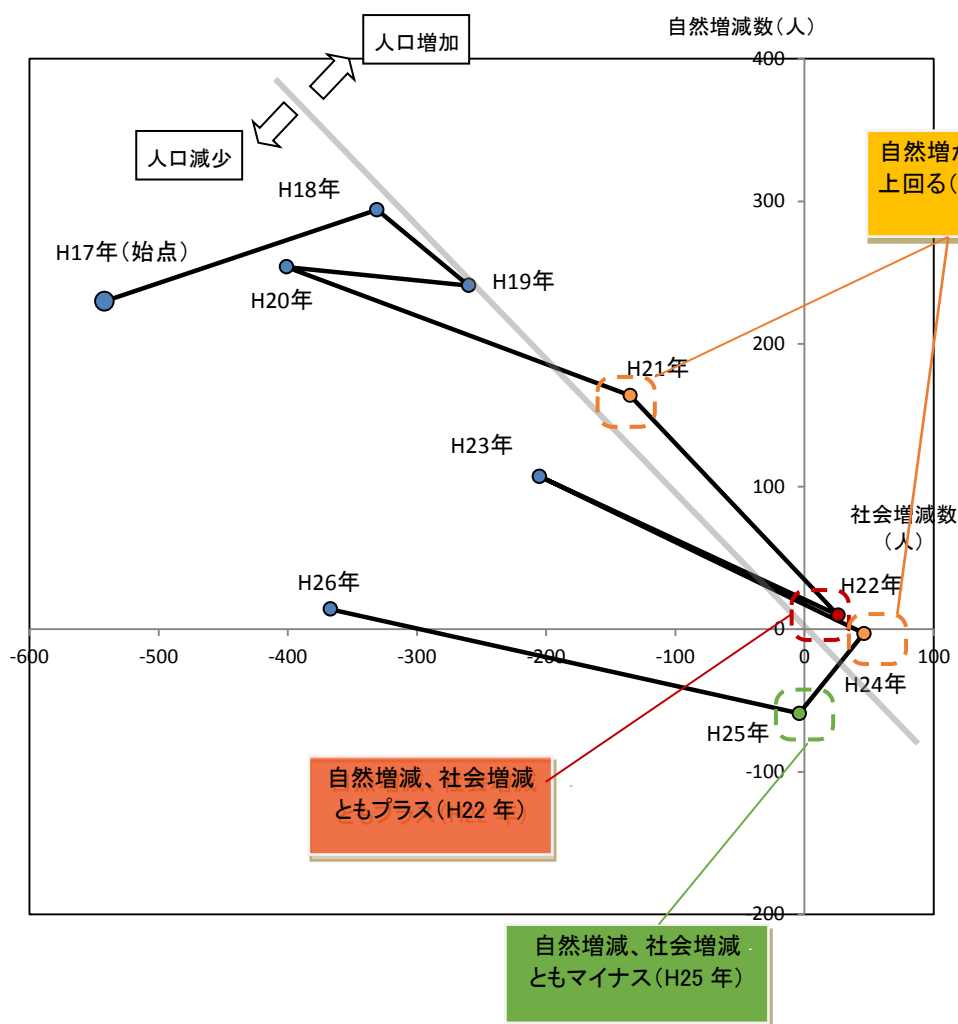 自然増減数(人)
人口増加
400
人口減少
自然増か
上回る(
H18年
300
H17年(始点)
H19年
H20年
200
H21年
H23年
100
社会増減数
(人)
H26年
H22年
0
-600
-500
-400
-300
-200
-100
0
100
H24年
H25年
-100
自然増減、社会増減
ともプラス(H22 年)
-200
自然増減、社会増減
ともマイナス(H25 年)